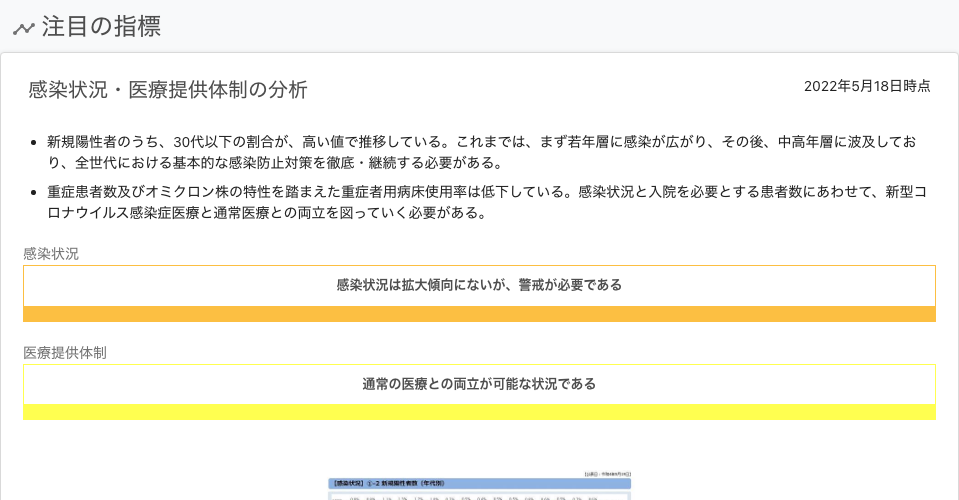 注目の指標
感染状況・医療提供体制の分析
2022年5月18日時点
新規陽性者のうち、30代以下の割合が、高い値で推移している。これまでは、まず若年層に感染が広がり、その後、中高年層に波及してお
り、全世代における基本的な感染防止対策を徹底・継続する必要がある。
重症患者数及びオミクロン株の特性を踏まえた重症者用病床使用率は低下している。感染状況と入院を必要とする患者数にあわせて、新型コ
ロナウイルス感染症医療と通常医療との両立を図っていく必要がある。
感染状況
感染状況は拡大傾向にないが、警戒が必要である
医療提供体制
通常の医療との両立が可能な状況である
【感染状況】①-2 新規陽性者数（年代別）